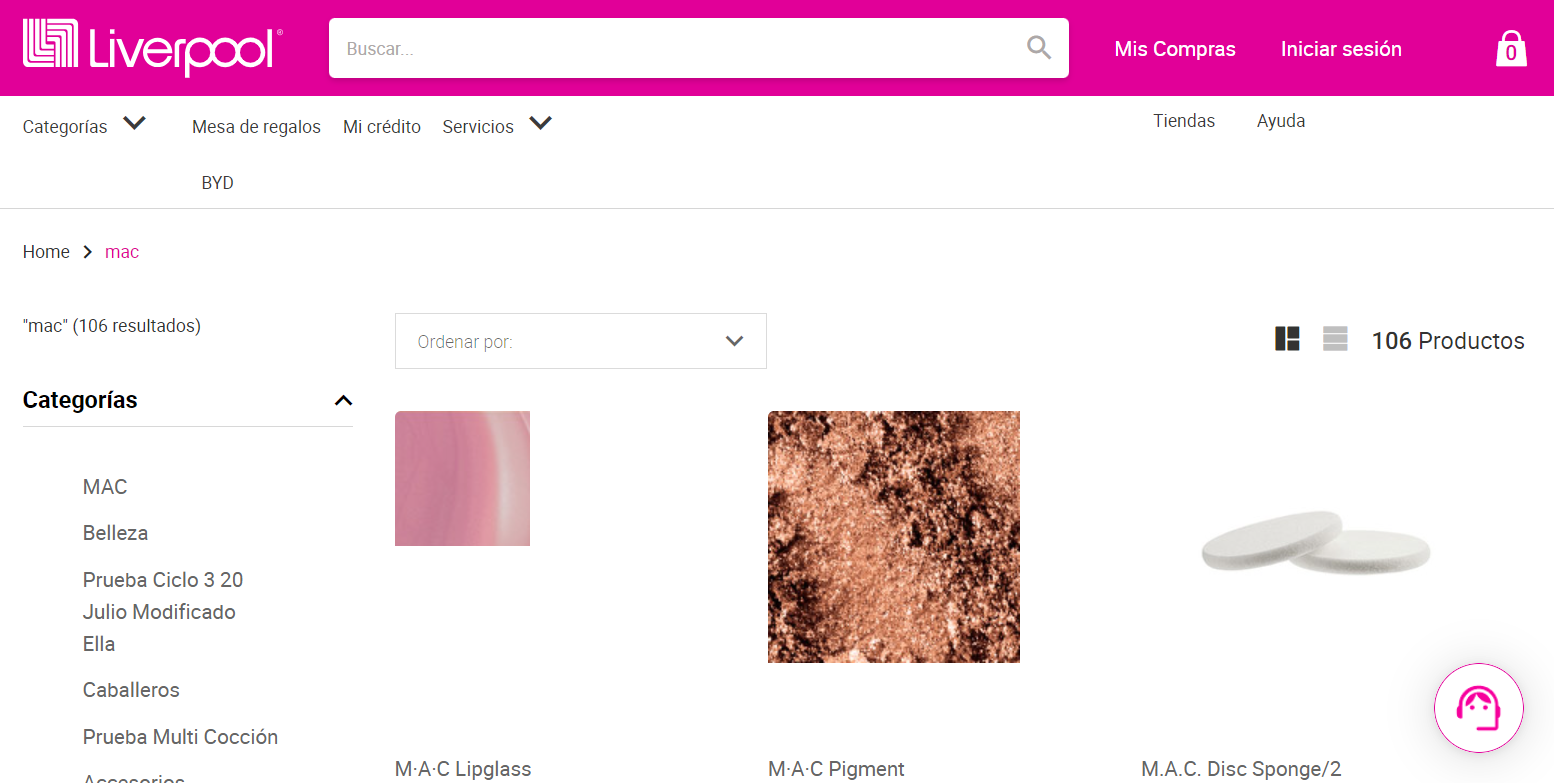 Liverpool®
Buscar...
Mis Compras
Iniciar sesión
0
Categorías
Mesa de regalos
Mi crédito
Servicios
Tiendas
Ayuda
BYD
Home
mac
"mac" (106 resultados)
Ordenar por:
106 Productos
Categorías
MAC
Belleza
Prueba Ciclo 3 20
Julio Modificado
Ella
Caballeros
Prueba Multi Cocción
Accesorios
M·A·C Lipglass
M·A·C Pigment
M.A.C. Disc Sponge/2